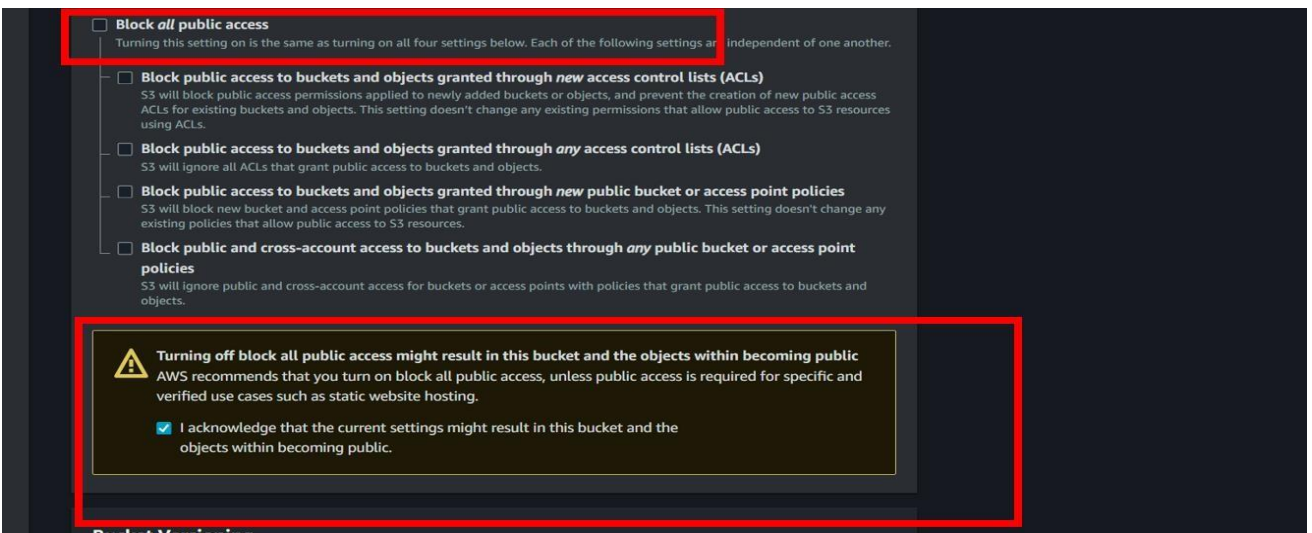 Block all public access
Turning this setting on is the same as turning on all four settings below. Each of the following settings are independent of one another.
Block public access to buckets and objects granted through new access control lists (ACLs)
S3 will block public access permissions applied to newly added buckets or objects, and prevent the creation of new public access
ACLs for existing buckets and objects. This setting doesn't change any existing permissions that allow public access to S3 resources
using ACLs.
Block public access to buckets and objects granted through any access control lists (ACLs)
S3 will ignore all ACLs that grant public access to buckets and objects.
Block public access to buckets and objects granted through new public bucket or access point policies
S3 will block new bucket and access point policies that grant public access to buckets and objects. This setting doesn't change any
existing policies that allow public access to S3 resources.
Block public and cross-account access to buckets and objects through any public bucket or access point
policies
S3 will ignore public and cross-account access for buckets or access points with policies that grant public access to buckets and
objects.
Turning off block all public access might result in this bucket and the objects within becoming public
AWS recommends that you turn on block all public access, unless public access is required for specific and
verified use cases such as static website hosting.
I acknowledge that the current settings might result in this bucket and the
objects within becoming public.
Bucket Versioning